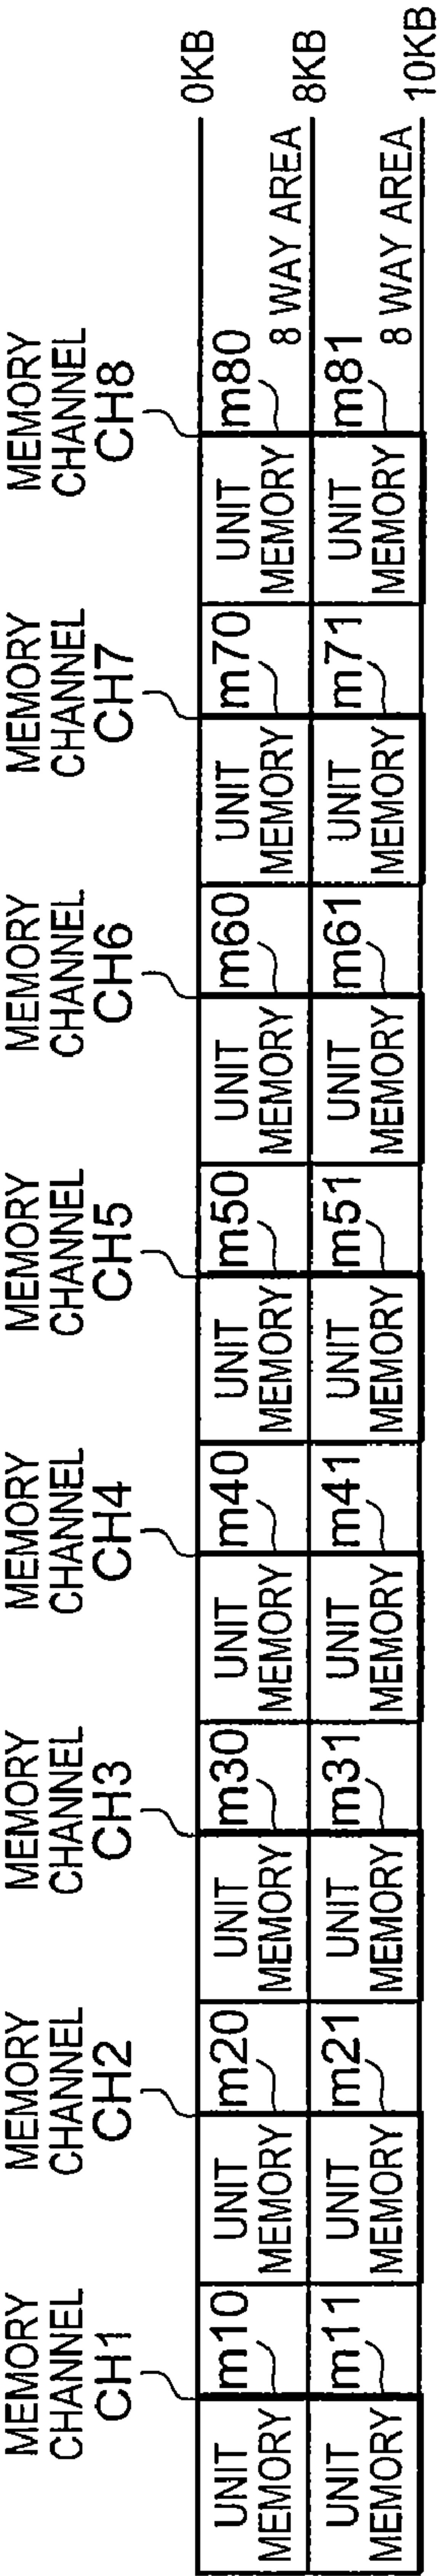 MEMORY
CHANNEL
CH1
MEMORY
CHANNEL
CH2
MEMORY
CHANNEL
CH3
MEMORY
CHANNEL
CH4
MEMORY
CHANNEL
CH5
MEMORY
CHANNEL
CH6
MEMORY
CHANNEL
CH7
MEMORY
CHANNEL
CH8
0KB
UNIT
MEMORY
m10
UNIT
MEMORY
m20
UNIT
MEMORY
m30
UNIT
MEMORY
m40
UNIT
MEMORY
m50
UNIT
MEMORY
m60
UNIT
MEMORY
m70
UNIT
MEMORY
m80
8 WAY AREA
8KB
UNIT
MEMORY
m11
UNIT
MEMORY
m21
UNIT
MEMORY
m31
UNIT
MEMORY
m41
UNIT
MEMORY
m51
UNIT
MEMORY
m61
UNIT
MEMORY
m71
UNIT
MEMORY
m81
8 WAY AREA
10KB